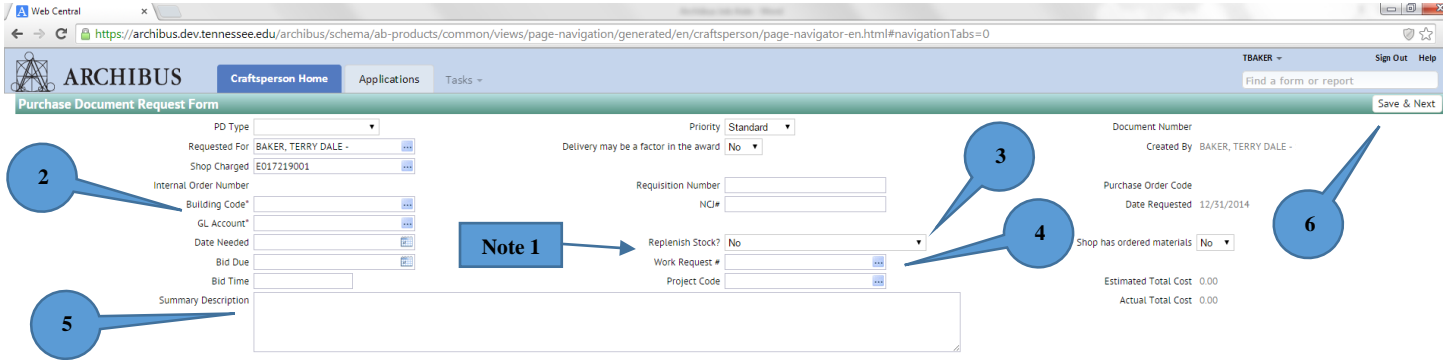 Web Central
https://archibus.dev.tennessee.edu/archibus/schema/ab-products/common/views/page-navigation/generated/en/craftsperson/page-navigator-en.html#navigationTabs=0
TBAKER Sign Out Help
ARCHIBUS Craftsperson Home Applications Tasks Find a form or report
Purchase Document Request Form Save & Next
PD Type Priority Standard Document Number
Requested For BAKER, TERRY DALE - Delivery may be a factor in the award No Created By BAKER, TERRY DALE -
3
Shop Charged E017219001
2
Internal Order Number Requisition Number Purchase Order Code
Building Code* NCJ# Date Requested 12/31/2014
GL Account*
6
4
Date Needed Note 1 Replenish Stock? No Shop has ordered materials No
Bid Due Work Request #
Bid Time Project Code Estimated Total Cost 0.00
Summary Description Actual Total Cost 0.00
5